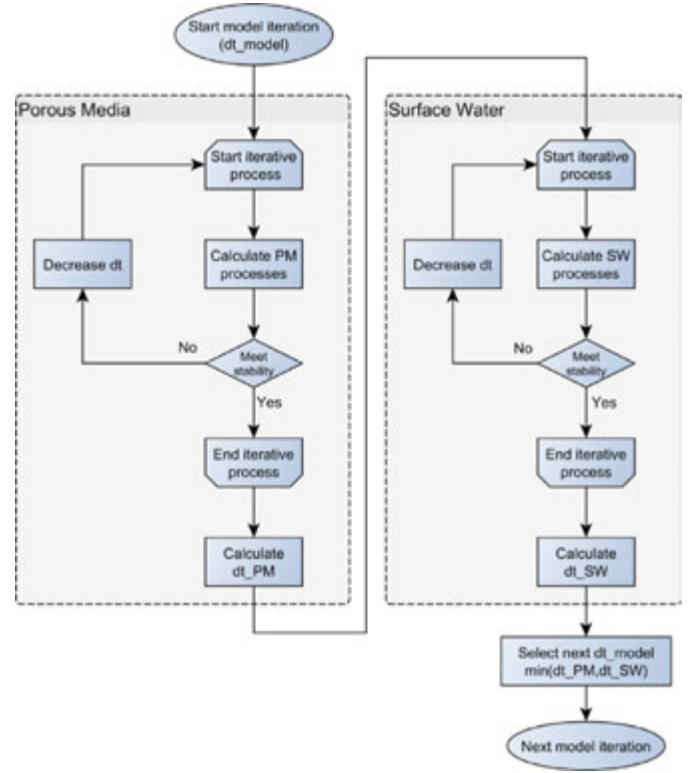 Start model iteration
(dt_model)
Porous Media
Start iterative
process
Decrease dt
Calculate PM
processes
No
Meet
stability
Yes
End iterative
process
Calculate
dt_PM
Surface Water
Start iterative
process
Decrease dt
Calculate SW
processes
No
Meet
stability
Yes
End iterative
process
Calculate
dt_SW
Select next dt_model
min(dt_PM,dt_SW)
Next model iteration